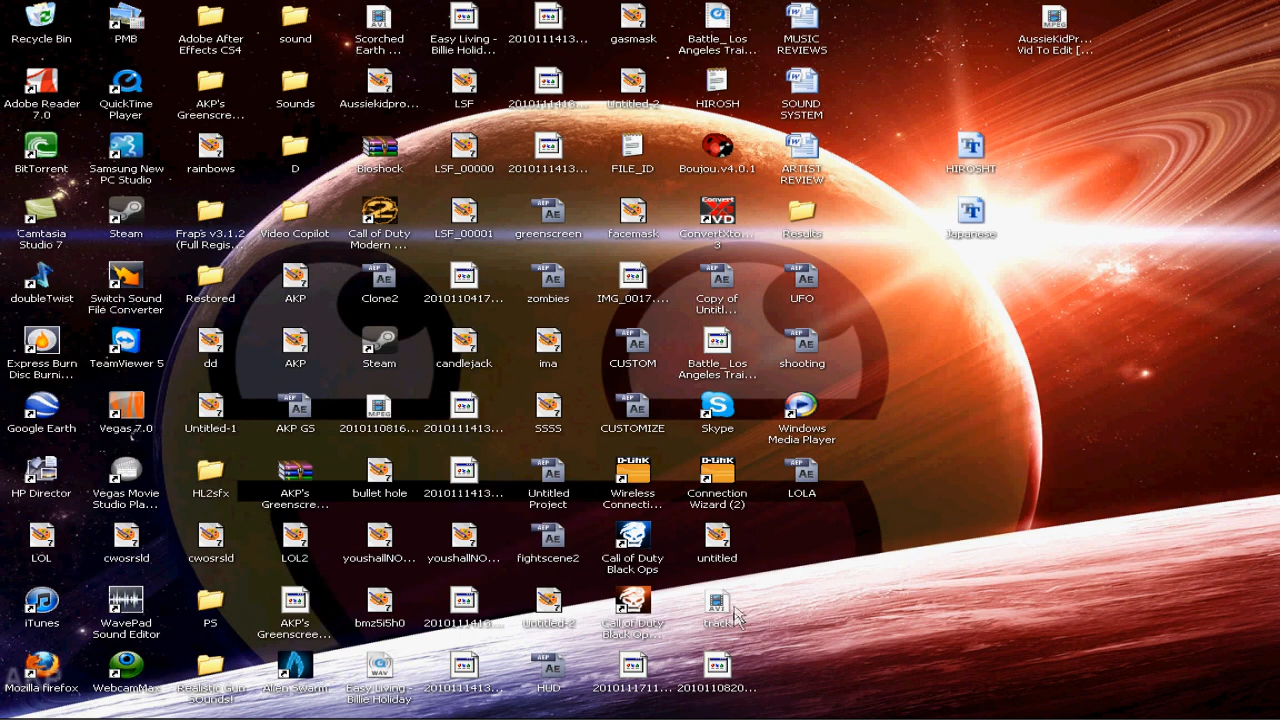 Recycle Bin
PMB
Adobe After
Effects CS4
sound
Scorched
Earth ...
Easy Living -
Billie Holid...
2010111413...
gasmask
Battle_ Los
Angeles Trai...
MUSIC
REVIEWS
AussieKidPr...
Vid To Edit [...
Adobe Reader
7.0
QuickTime
Player
AKP's
Greenscre...
Sounds
Aussiekidpro...
LSF
2010111416...
Untitled-2
HIROSH
SOUND
SYSTEM
BitTorrent
Samsung New
PC Studio
rainbows
D
Bioshock
LSF_00000
2010111413...
FILE_ID
Boujou.v4.0.1
ARTIST
REVIEW
HIROSHT
Camtasia
Studio 7
Steam
Fraps v3.1.2
(Full Regis...
Video Copilot
Call of Duty
Modern ...
LSF_00001
greenscreen
facemask
ConvertXto...
3
Results
Japanese
doubleTwist
Switch Sound
File Converter
Restored
AKP
Clone2
2010110417...
zombies
IMG_0017....
Copy of
Untitl...
UFO
Express Burn
Disc Burni...
TeamViewer 5
dd
AKP
Steam
candlejack
ima
CUSTOM
Battle_ Los
Angeles Trai...
shooting
Google Earth
Vegas 7.0
Untitled-1
AKP GS
2010110816...
2010111413...
SSSS
CUSTOMIZE
Skype
Windows
Media Player
HP Director
Vegas Movie
Studio Pla...
HL2sfx
AKP's
Greenscre...
bullet hole
2010111413...
Untitled
Project
Wireless
Connecti...
Connection
Wizard (2)
LOLA
LOL
cwosrsld
cwosrsld
LOL2
youshallNO...
youshallNO...
fightscene2
Call of Duty
Black Ops
untitled
iTunes
WavePad
Sound Editor
PS
AKP's
Greenscree...
bmz5i5h0
2010111416...
Untitled-2
Call of Duty
Black Op...
track
Mozilla Firefox
WebcamMax
Realistic Gun
Sounds!
Alien Swarm
Easy Living -
Billie Holiday
2010111413...
HUD
2010111711...
2010110820...